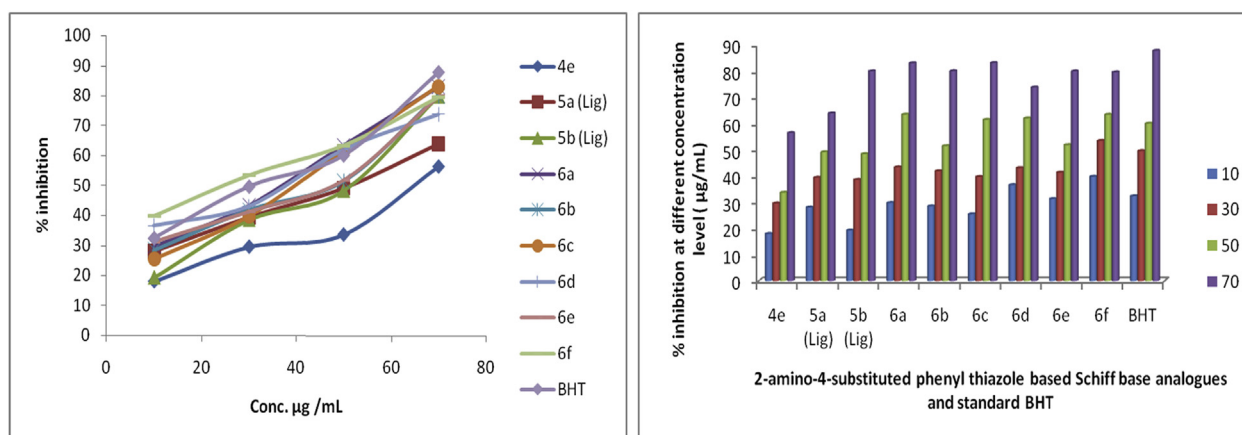 100
90
80
70
60
50
40
30
20
10
0
% inhibition
0 20 40 60 80
Conc. µg /mL
4e
5a (Lig)
5b (Lig)
6a
6b
6c
6d
6e
6f
BHT
% inhibition at different concentration
level ( µg/mL)
90
80
70
60
50
40
30
20
10
0
4e 5a 5b 6a 6b 6c 6d 6e 6f BHT
(Lig) (Lig)
2-amino-4-substituted phenyl thiazole based Schiff base analogues
and standard BHT
10
30
50
70